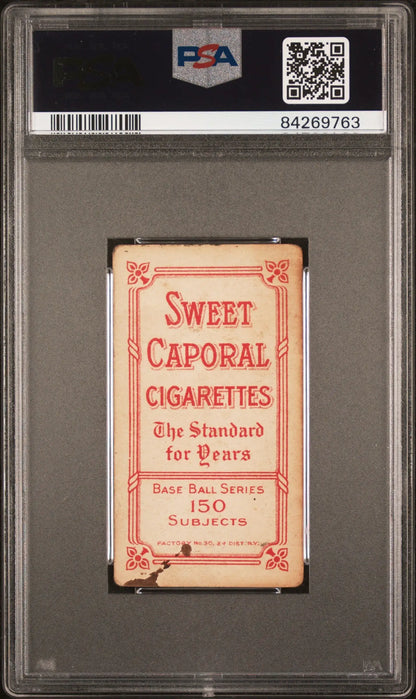 PSA
84269763
SWEET
CAPORAL
CIGARETTES
The Standard
for Years
BASE BALL SERIES
150
SUBJECTS
FACTORY No. 30, 2d DIST. N.Y.